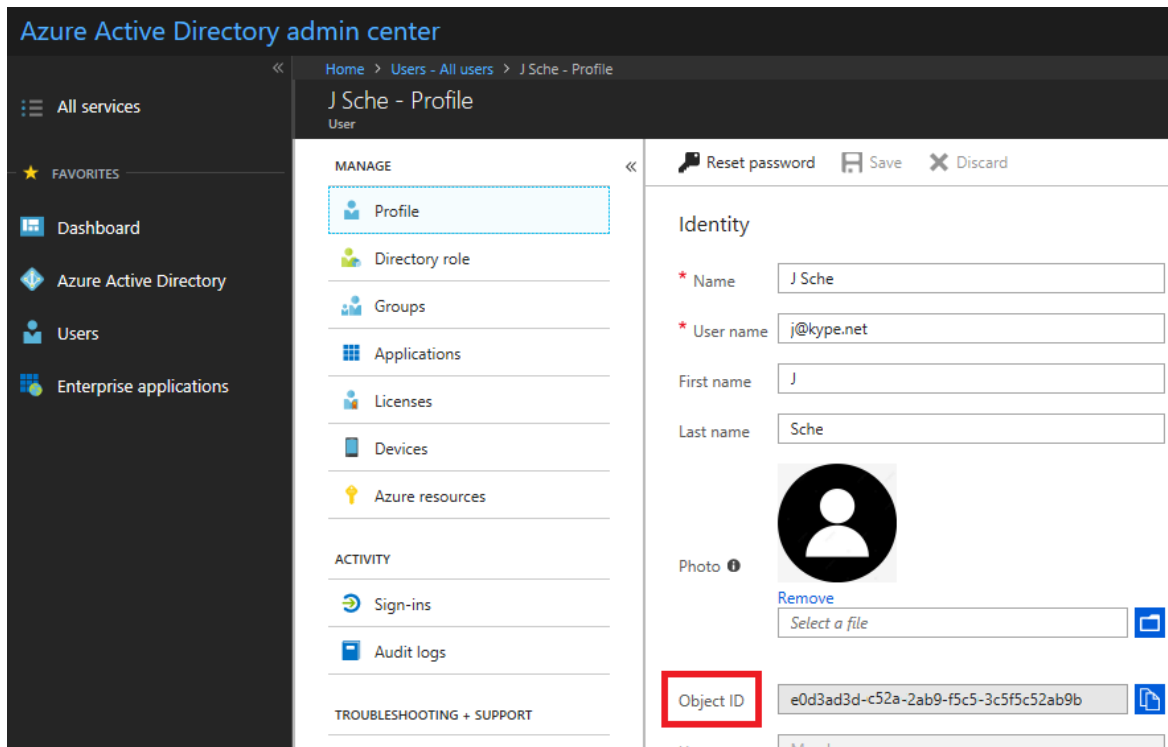 Azure Active Directory admin center
«
All services
FAVORITES
Dashboard
Azure Active Directory
Users
Enterprise applications
Home > Users - All users > J Sche - Profile
J Sche - Profile
User
MANAGE
«
Profile
Directory role
Groups
Applications
Licenses
Devices
Azure resources
ACTIVITY
Sign-ins
Audit logs
TROUBLESHOOTING + SUPPORT
Reset password Save Discard
Identity
* Name J Sche
* User name j@kype.net
First name J
Last name Sche
Photo
Remove
Select a file
Object ID e0d3ad3d-c52a-2ab9-f5c5-3c5f5c52ab9b